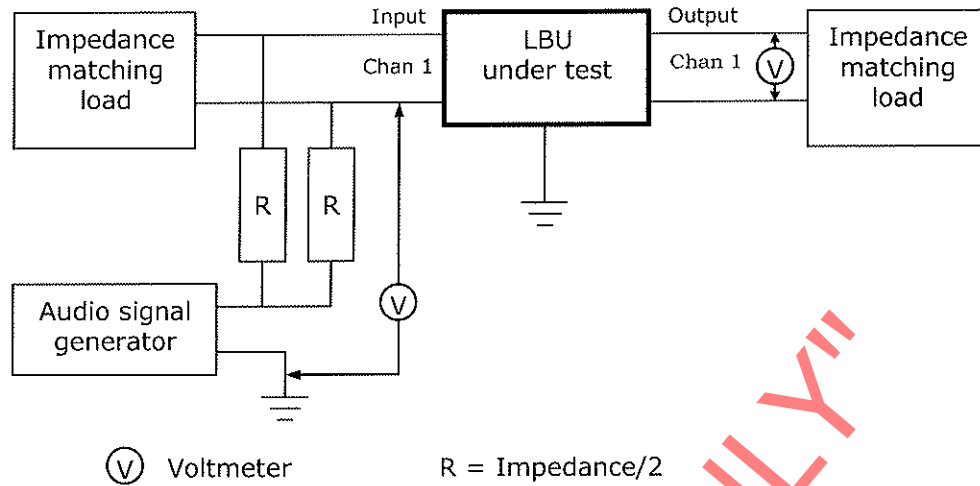 Impedance
matching
load
Input
Chan 1
LBU
under test
Output
Chan 1
V
Impedance
matching
load
R
R
V
Audio signal
generator
V Voltmeter
R = Impedance/2
LY"